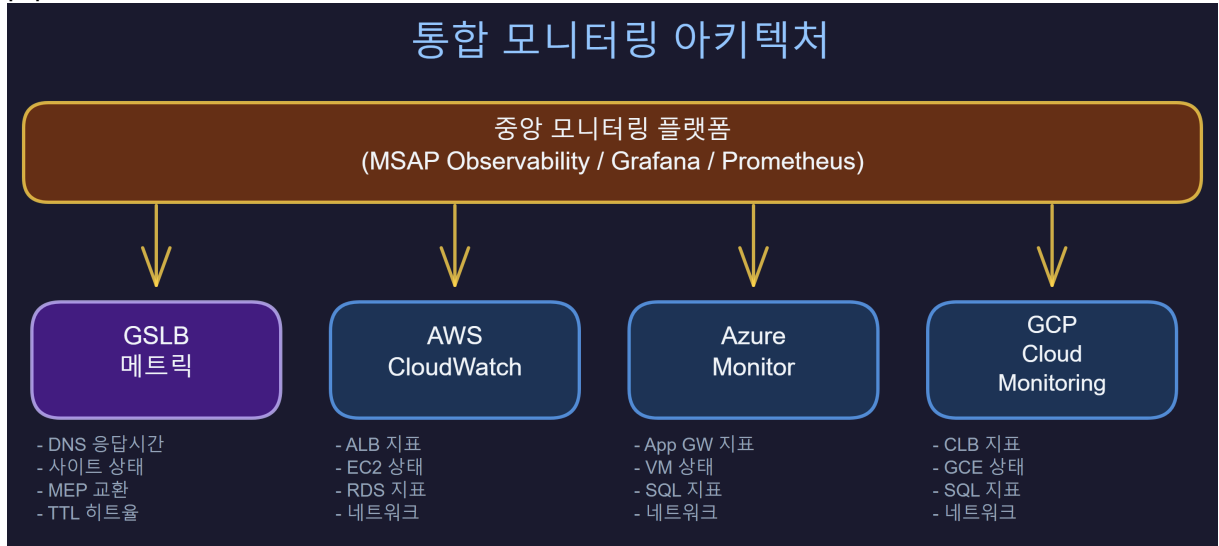 통합 모니터링 아키텍처
중앙 모니터링 플랫폼
(MSAP Observability / Grafana / Prometheus)
GSLB
메트릭
- DNS 응답시간
- 사이트 상태
- MEP 교환
- TTL 히트율
AWS
CloudWatch
- ALB 지표
- EC2 상태
- RDS 지표
- 네트워크
Azure
Monitor
- App GW 지표
- VM 상태
- SQL 지표
- 네트워크
GCP
Cloud
Monitoring
- CLB 지표
- GCE 상태
- SQL 지표
- 네트워크